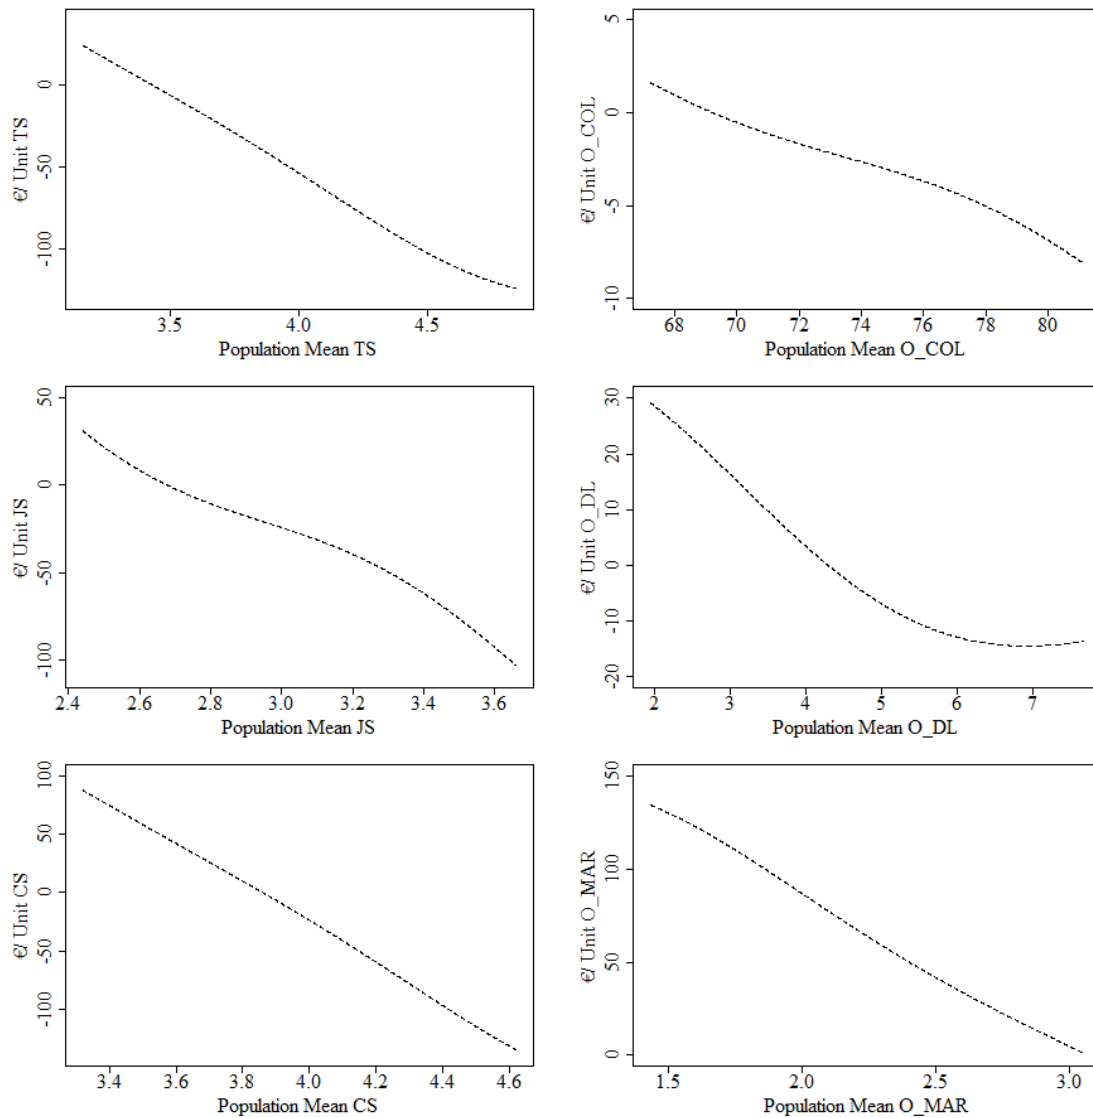 €/ Unit TS
0
-50
-100
3.5 4.0 4.5
Population Mean TS
€/ Unit O_COL
5
0
-5
-10
68 70 72 74 76 78 80
Population Mean O_COL
€/ Unit JS
50
0
-50
-100
2.4 2.6 2.8 3.0 3.2 3.4 3.6
Population Mean JS
€/ Unit O_DL
30
20
10
0
-10
-20
2 3 4 5 6 7
Population Mean O_DL
€/ Unit CS
100
50
0
-50
-100
3.4 3.6 3.8 4.0 4.2 4.4 4.6
Population Mean CS
€/ Unit O_MAR
150
100
50
0
1.5 2.0 2.5 3.0
Population Mean O_MAR